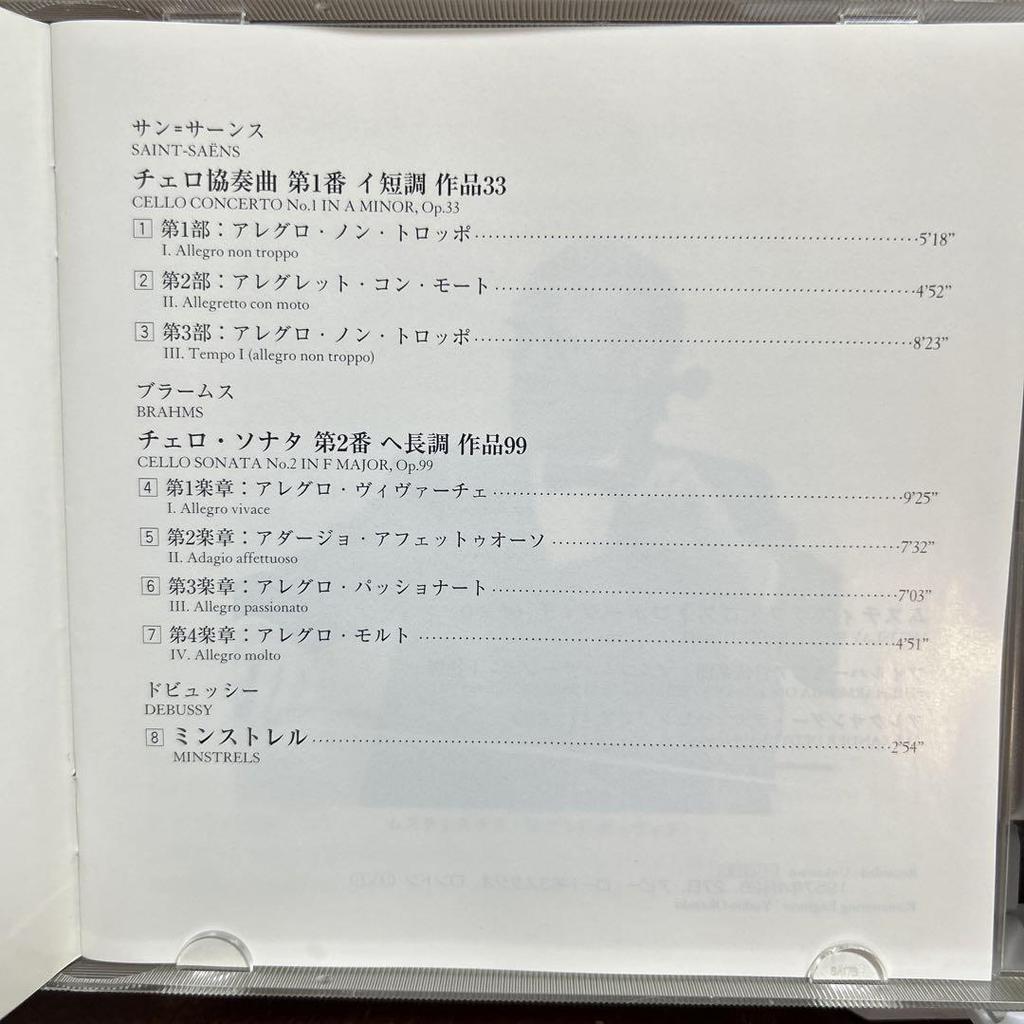 サン=サーンス
SAINT-SAËNS
チェロ協奏曲 第1番 イ短調 作品33
CELLO CONCERTO No.1 IN A MINOR, Op.33
1 第1部：アレグロ・ノン・トロッポ 5'18”
I. Allegro non troppo
2 第2部：アレグレット・コン・モート 4'52”
II. Allegretto con moto
3 第3部：アレグロ・ノン・トロッポ 8'23”
III. Tempo I (allegro non troppo)
ブラームス
BRAHMS
チェロ・ソナタ 第2番 ヘ長調 作品99
CELLO SONATA No.2 IN F MAJOR, Op.99
4 第1楽章：アレグロ・ヴィヴァーチェ 9'25”
I. Allegro vivace
5 第2楽章：アダージョ・アフェットゥオーソ 7'32”
II. Adagio affettuoso
6 第3楽章：アレグロ・パッショナート 7'03”
III. Allegro passionato
7 第4楽章：アレグロ・モルト 4'51”
IV. Allegro molto
ドビュッシー
DEBUSSY
8 ミンストレル 2'54”
MINSTRELS